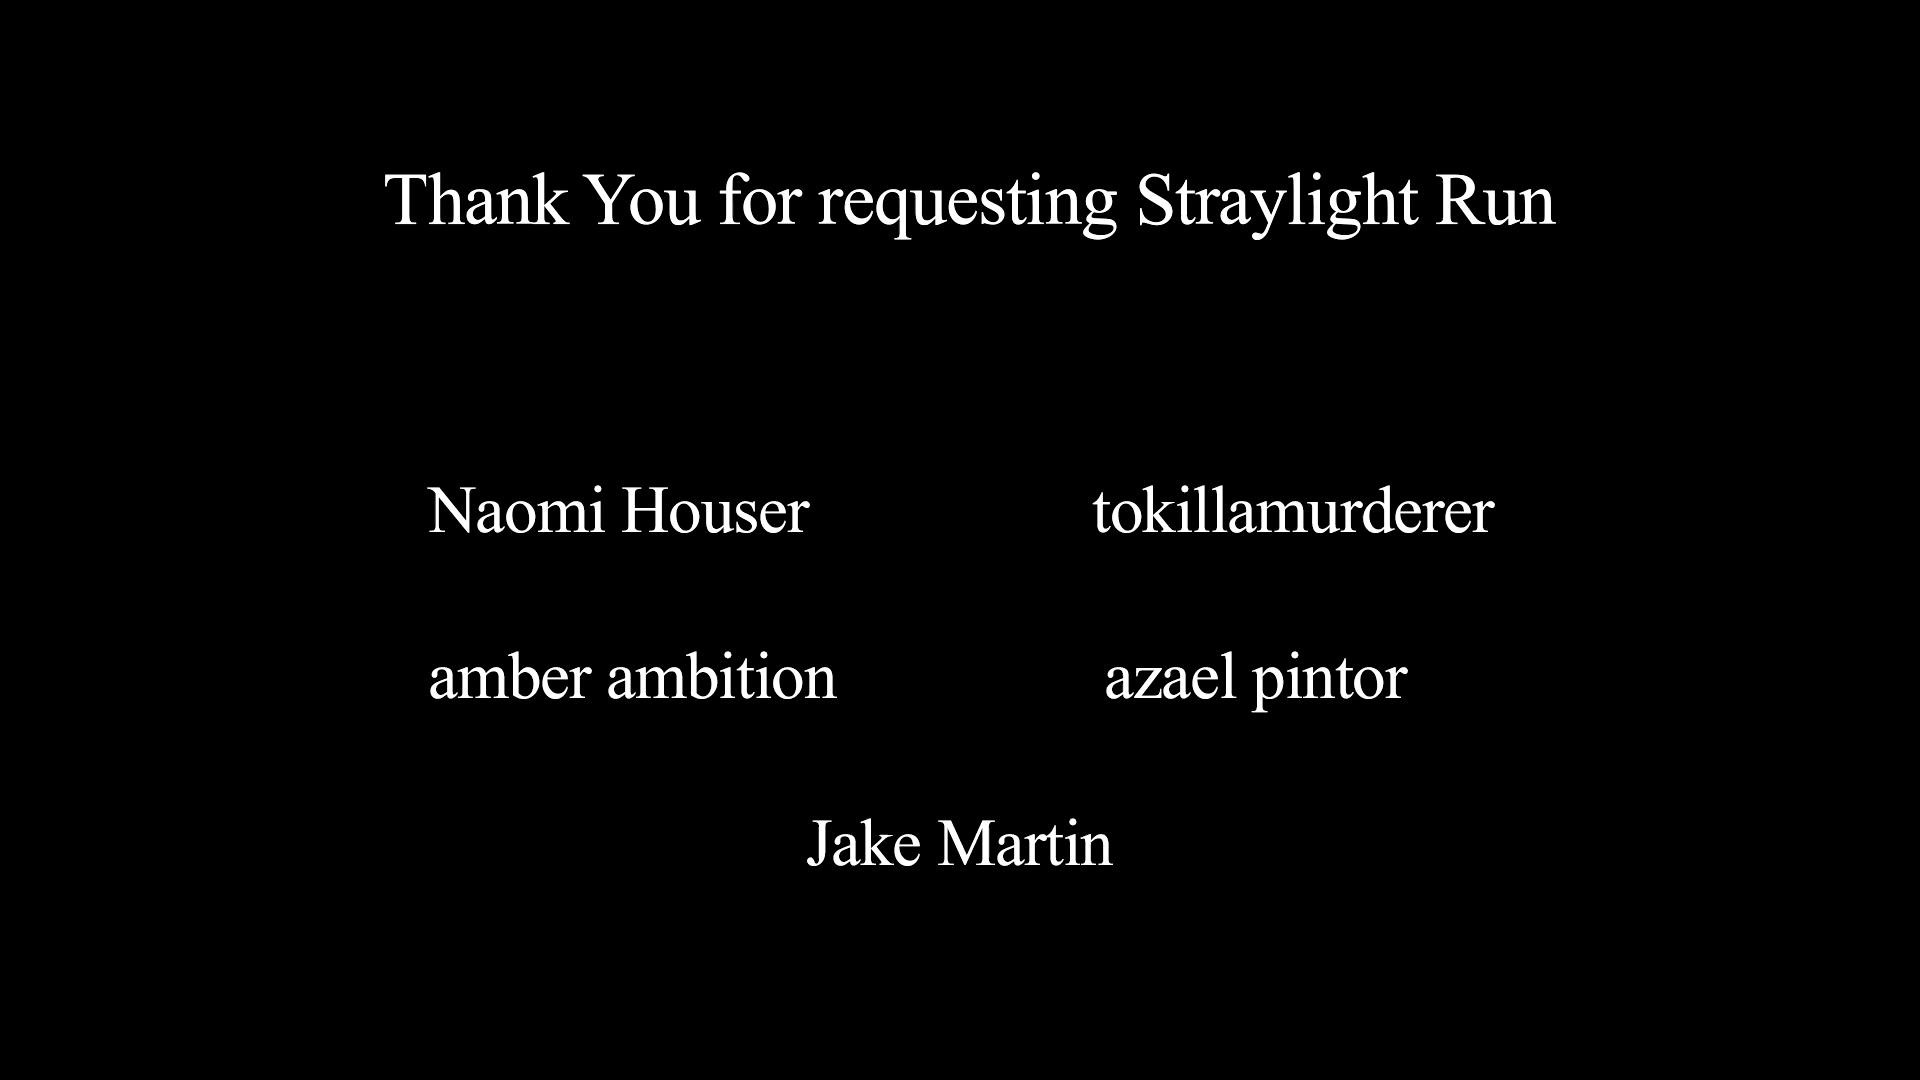 Thank You for requesting Straylight Run
Naomi Houser tokillamurderer
amber ambition azael pintor
Jake Martin